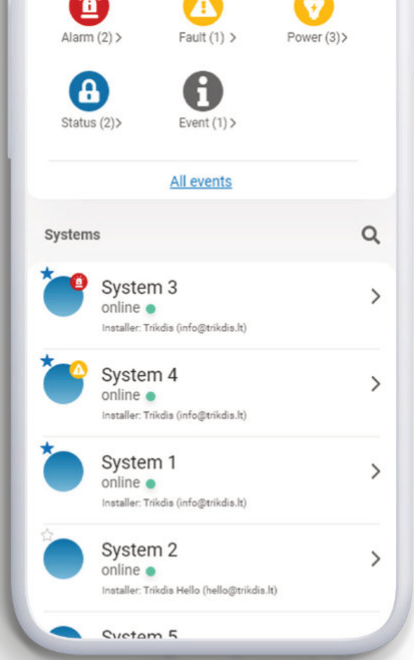 Alarm (2) >
Fault (1) >
Power (3)>
Status (2)>
Event (1) >
All events
Systems
System 3
online
Installer: Trikdis (info@trikdis.lt)
System 4
online
Installer: Trikdis (info@trikdis.lt)
System 1
online
Installer: Trikdis (info@trikdis.lt)
System 2
online
Installer: Trikdis Hello (hello@trikdis.lt)
System 5